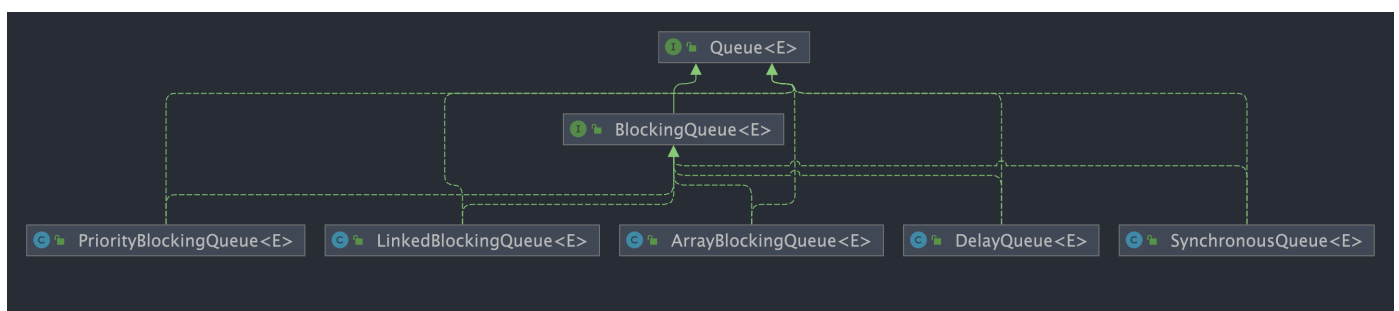 Queue<E>
BlockingQueue<E>
PriorityBlockingQueue<E>
LinkedBlockingQueue<E>
ArrayBlockingQueue<E>
DelayQueue<E>
SynchronousQueue<E>